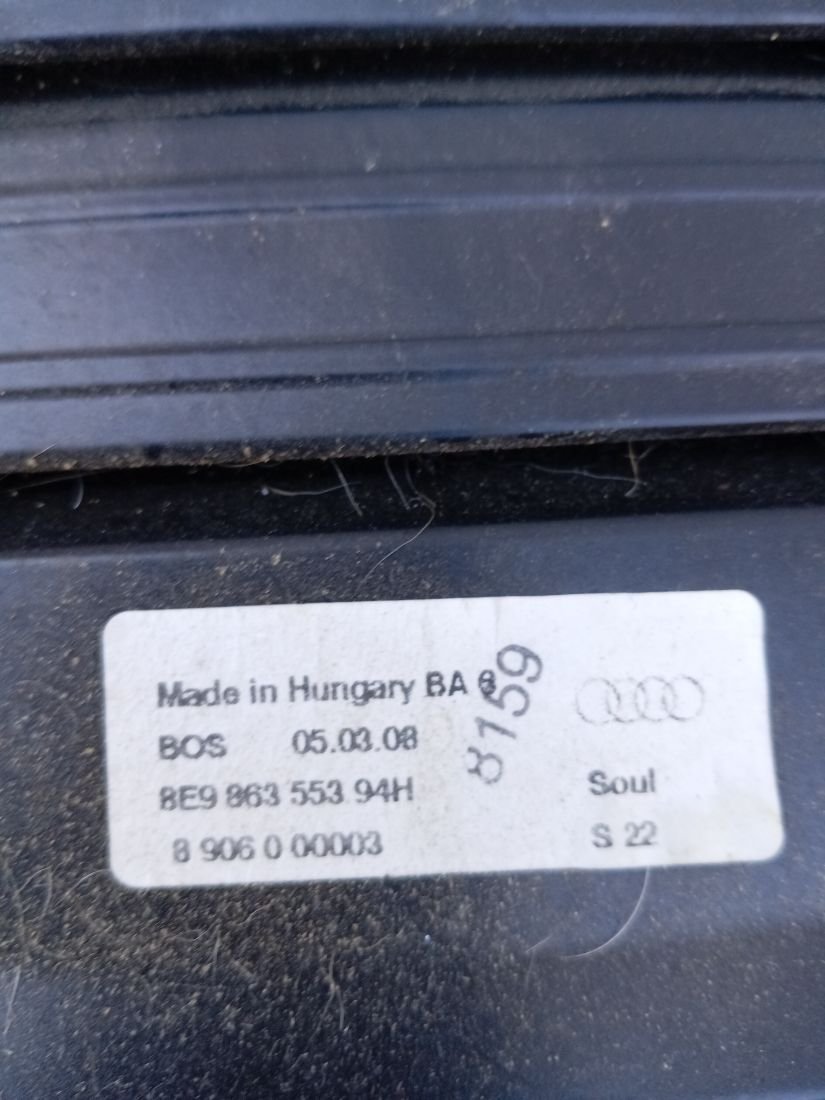 Made in Hungary BA 6
8159
BOS 05.03.08
8E9 863 553 94H
Soul
8 906 0 00003
S 22